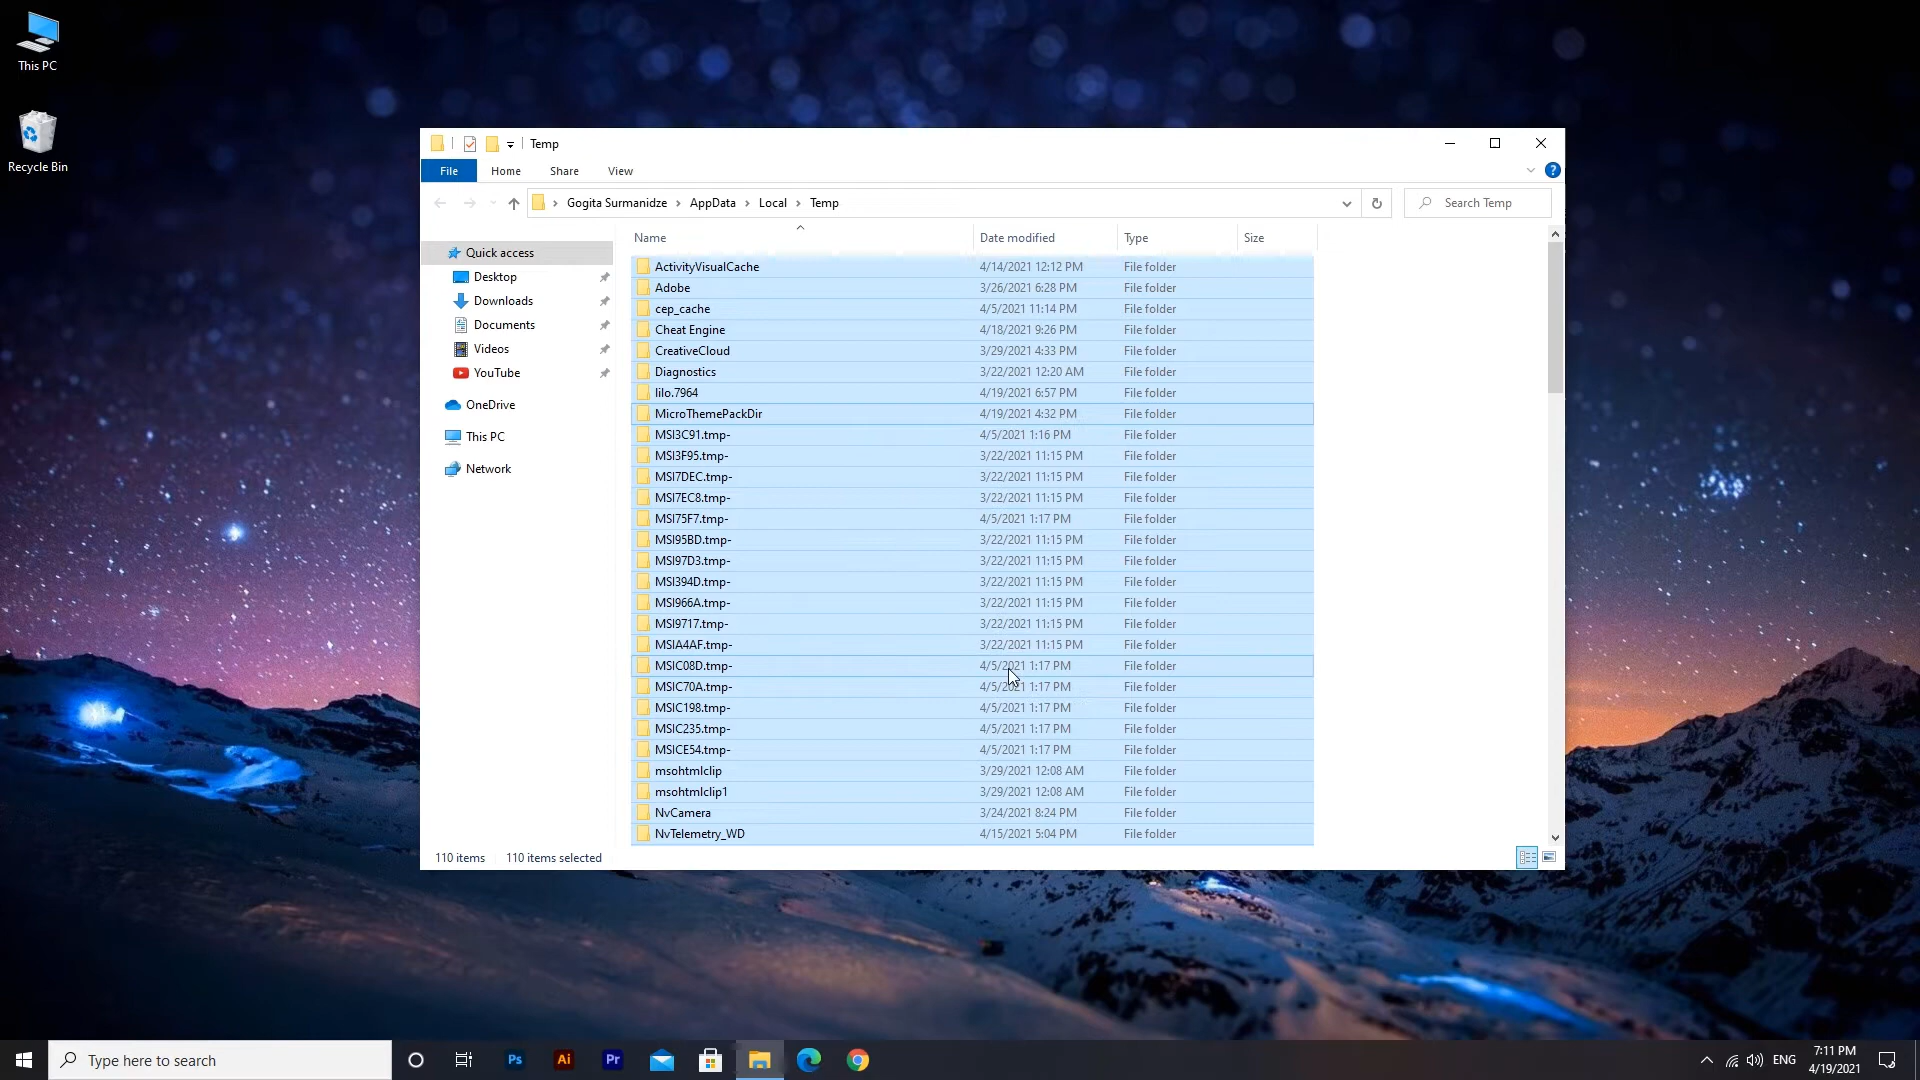 This PC
Recycle Bin
Temp
File Home Share View
Gogita Surmanidze AppData Local Temp
Search Temp
Name Date modified Type Size
Quick access
Desktop
Downloads
Documents
Videos
YouTube
OneDrive
This PC
Network
ActivityVisualCache 4/14/2021 12:12 PM File folder
Adobe 3/26/2021 6:28 PM File folder
cep_cache 4/5/2021 11:14 PM File folder
Cheat Engine 4/18/2021 9:26 PM File folder
CreativeCloud 3/29/2021 4:33 PM File folder
Diagnostics 3/22/2021 12:20 AM File folder
lilo.7964 4/19/2021 6:57 PM File folder
MicroThemePackDir 4/19/2021 4:32 PM File folder
MSI3C91.tmp- 4/5/2021 1:16 PM File folder
MSI3F95.tmp- 3/22/2021 11:15 PM File folder
MSI7DEC.tmp- 3/22/2021 11:15 PM File folder
MSI7EC8.tmp- 3/22/2021 11:15 PM File folder
MSI75F7.tmp- 4/5/2021 1:17 PM File folder
MSI95BD.tmp- 3/22/2021 11:15 PM File folder
MSI97D3.tmp- 3/22/2021 11:15 PM File folder
MSI394D.tmp- 3/22/2021 11:15 PM File folder
MSI966A.tmp- 3/22/2021 11:15 PM File folder
MSI9717.tmp- 3/22/2021 11:15 PM File folder
MSIA4AF.tmp- 3/22/2021 11:15 PM File folder
MSIC08D.tmp- 4/5/2021 1:17 PM File folder
MSIC70A.tmp- 4/5/2021 1:17 PM File folder
MSIC198.tmp- 4/5/2021 1:17 PM File folder
MSIC235.tmp- 4/5/2021 1:17 PM File folder
MSICE54.tmp- 4/5/2021 1:17 PM File folder
msohtmlclip 3/29/2021 12:08 AM File folder
msohtmlclip1 3/29/2021 12:08 AM File folder
NvCamera 3/24/2021 8:24 PM File folder
NvTelemetry_WD 4/15/2021 5:04 PM File folder
110 items 110 items selected
Type here to search
Ps Ai Pr
ENG
7:11 PM
4/19/2021